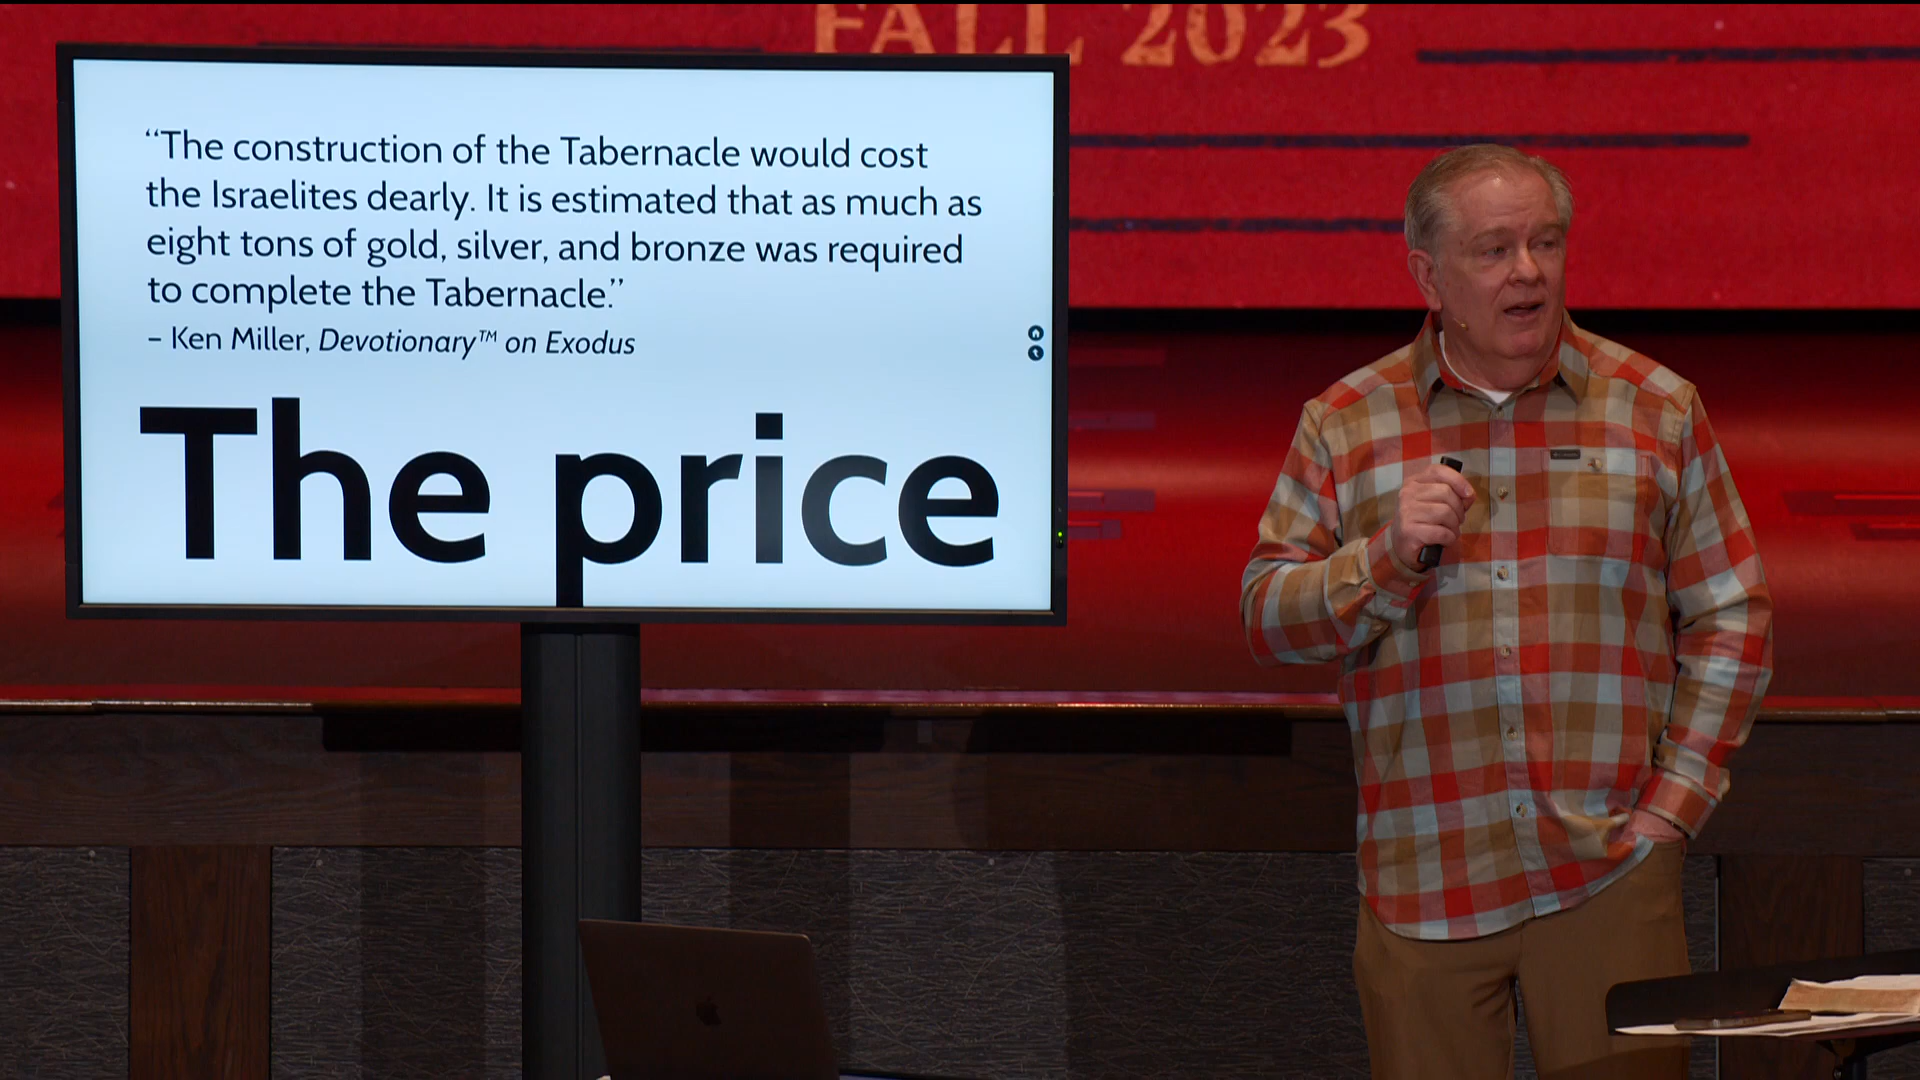 FALL 2023
“The construction of the Tabernacle would cost
the Israelites dearly. It is estimated that as much as
eight tons of gold, silver, and bronze was required
to complete the Tabernacle.”
– Ken Miller, Devotionary™ on Exodus
The price